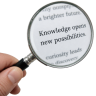 a brighter future
Knowledge opens
new possibilities
curiosity leads